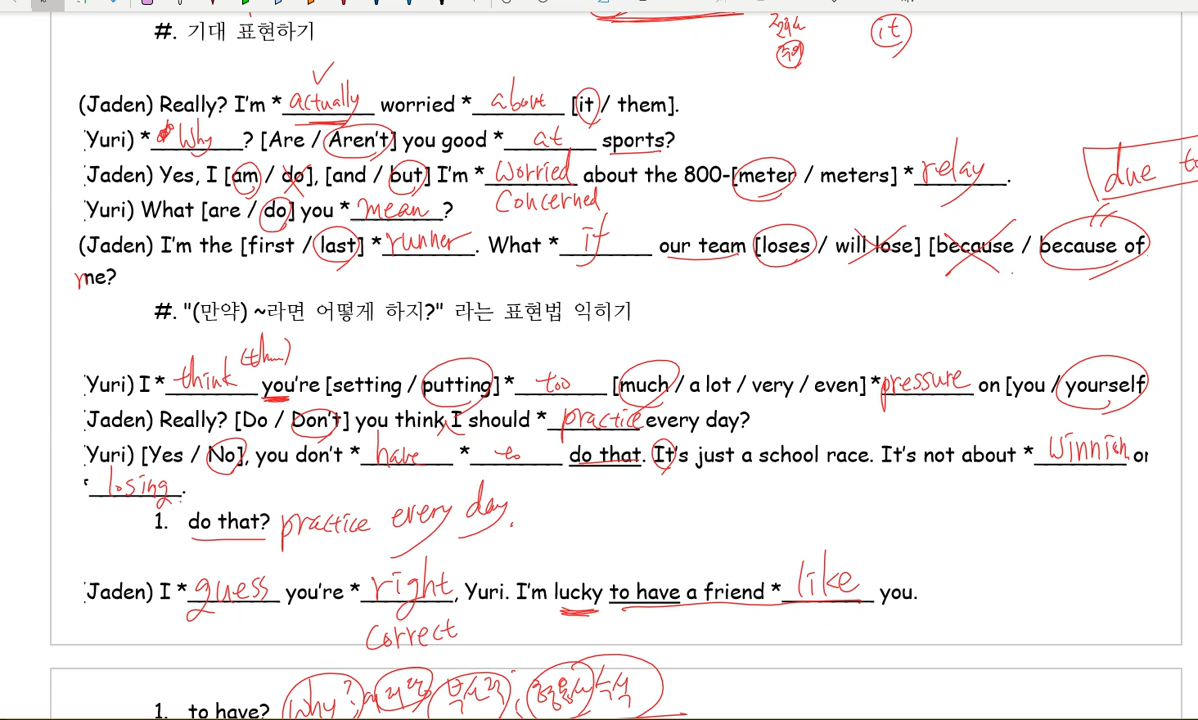 it
#. 기대 표현하기
(Jaden) Really? I'm * actually worried * about [it / them].
Yuri) * Why ? [Are / Aren't] you good * at sports?
Jaden) Yes, I [am / do], [and / but] I'm * worried about the 800-[meter / meters] * relay.
due to
Concerned
Yuri) What [are / do] you * mean ?
(Jaden) I'm the [first / last] * runner. What * if our team [loses / will lose] [because / because of
me?
#. "(만약) ~라면 어떻게 하지?" 라는 표현법 익히기
Yuri) I * think you're [setting / putting] * too [much / a lot / very / even] * pressure on [you / yourself
Jaden) Really? [Do / Don't] you think I should * practice every day?
Yuri) [Yes / No], you don't * have * to do that. It's just a school race. It's not about * or
losing.
1. do that? practice every day.
Jaden) I * guess you're * right, Yuri. I'm lucky to have a friend * like you.
Correct
1. to have? Why?